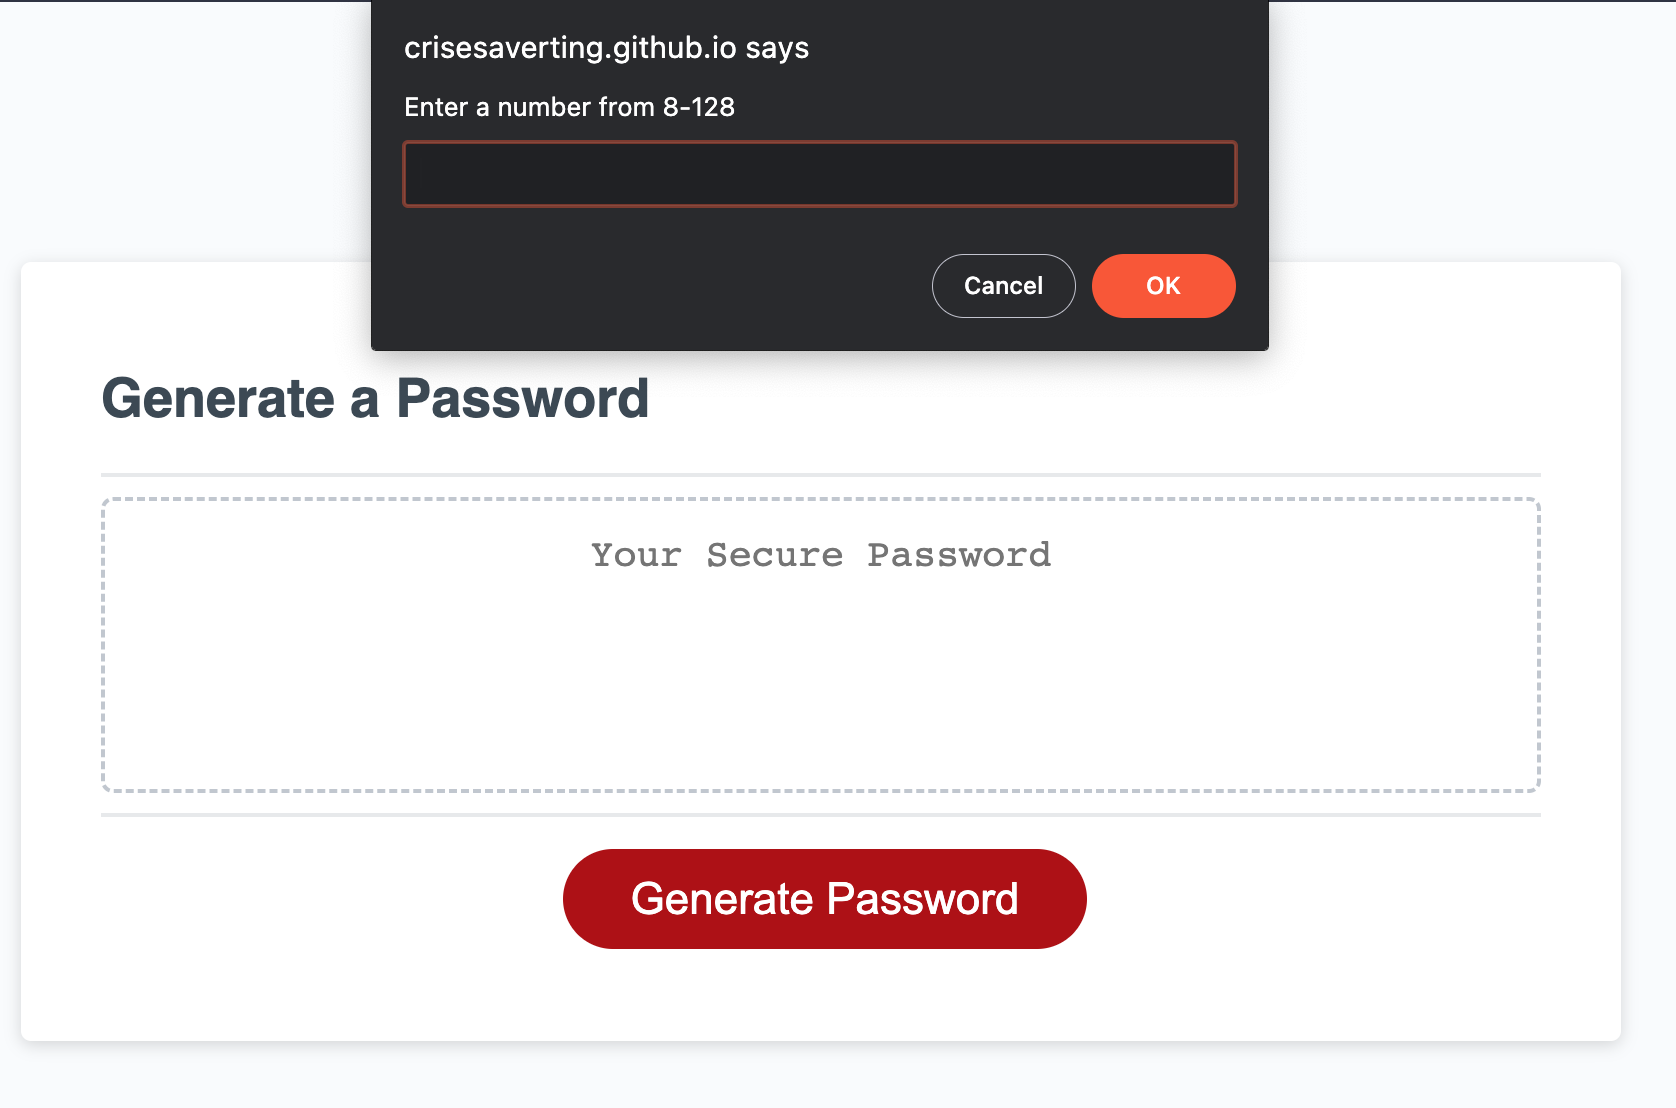 crisesaverting.github.io says
Enter a number from 8-128
Cancel
OK
Generate a Password
Your Secure Password
Generate Password